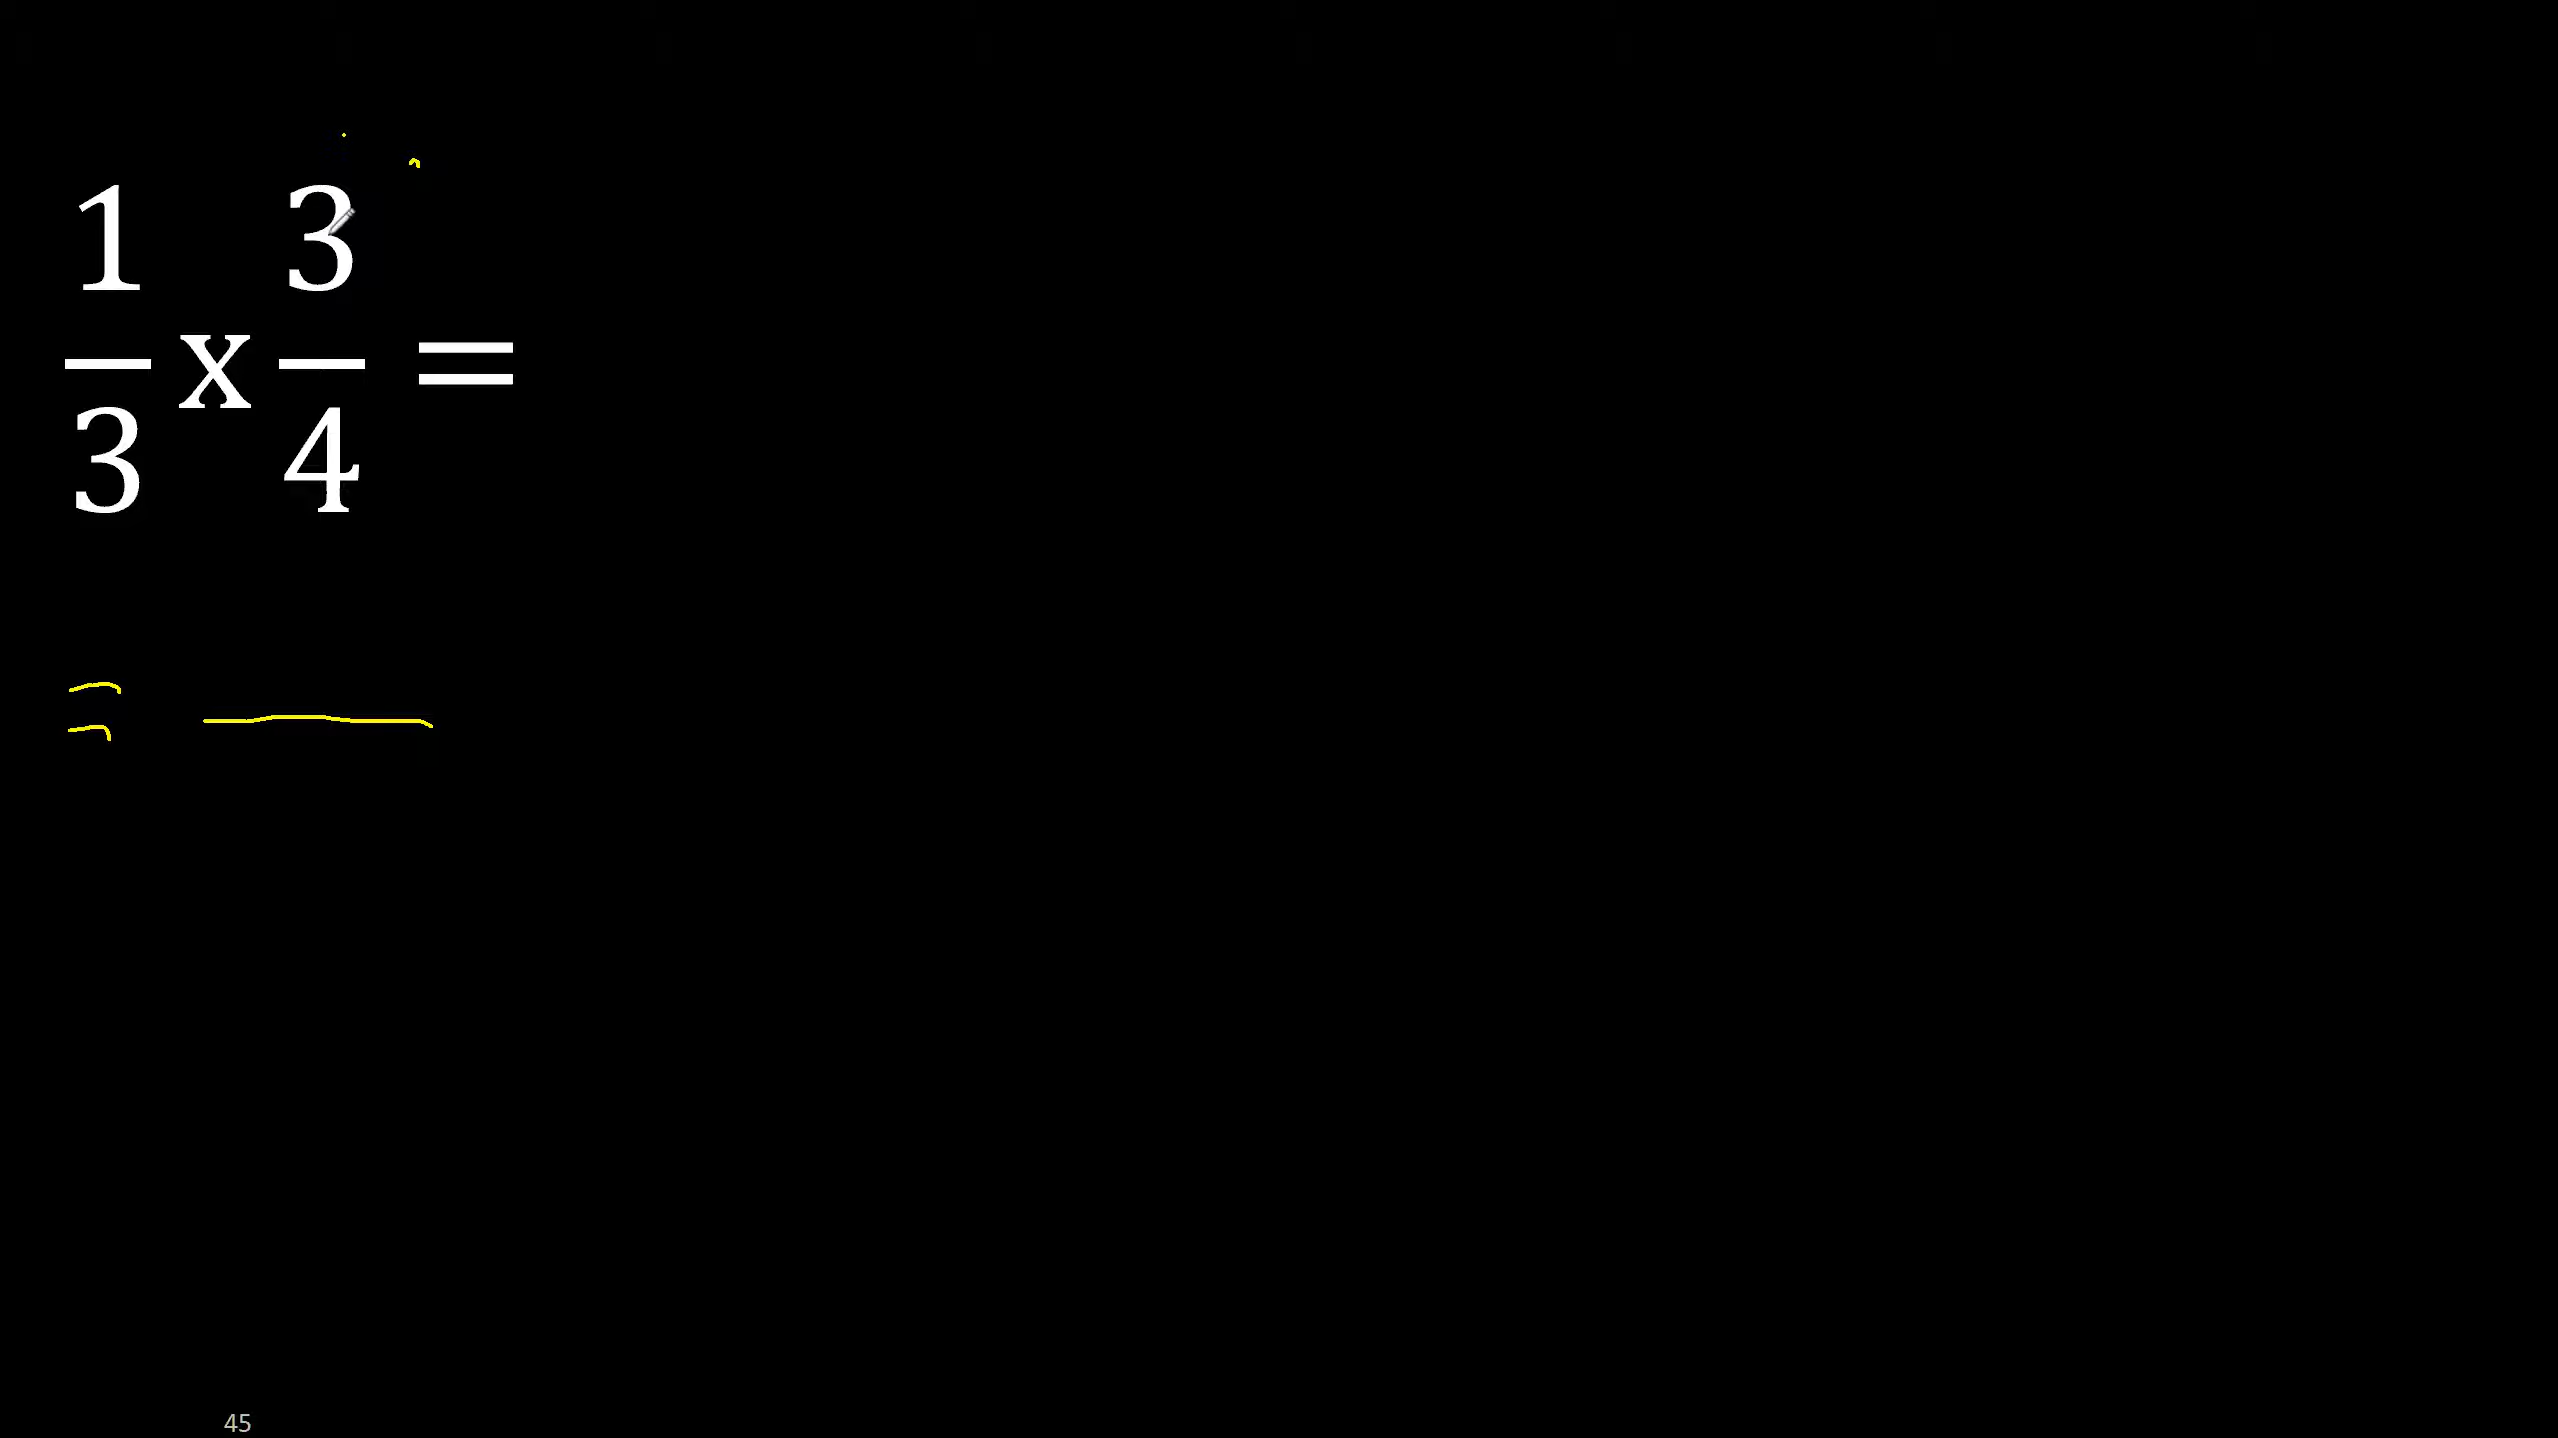 1 3
— x — =
3 4
= —
45